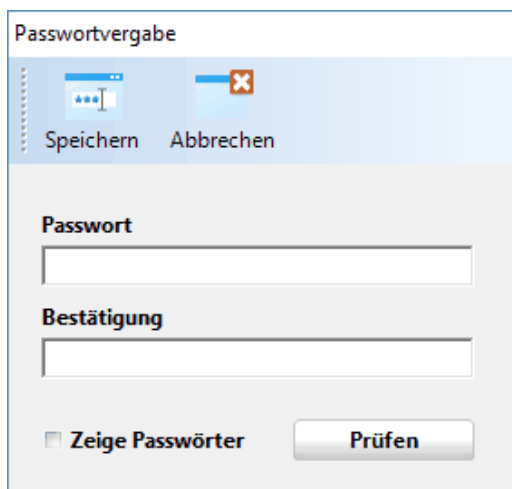 Passwortvergabe
Speichern Abbrechen
Passwort
Bestätigung
Zeige Passwörter Prüfen